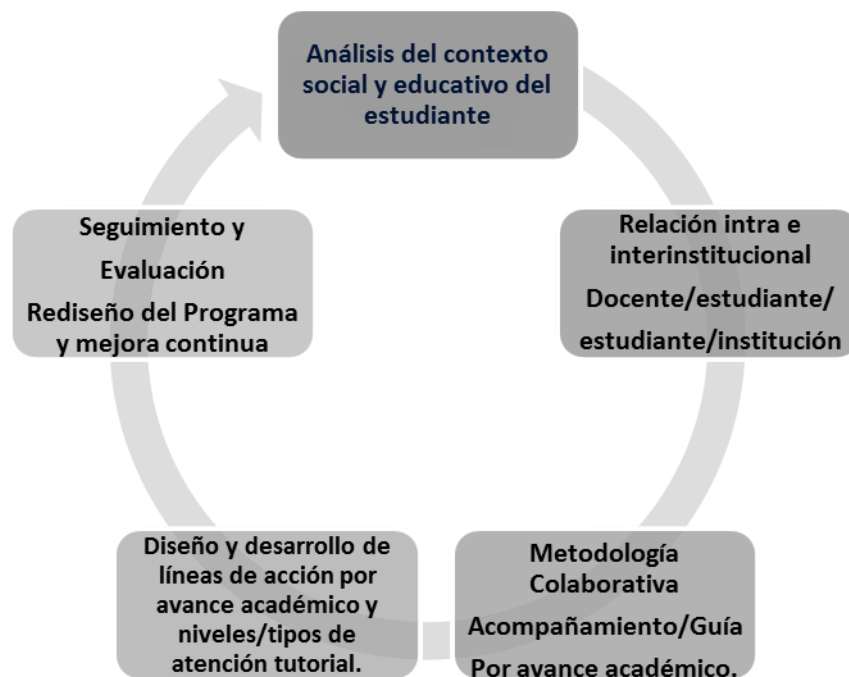 Análisis del contexto
social y educativo del
estudiante
Relación intra e
interinstitucional
Docente/estudiante/
estudiante/institución
Metodología
Colaborativa
Acompañamiento/Guía
Por avance académico.
Diseño y desarrollo de
líneas de acción por
avance académico y
niveles/tipos de
atención tutorial.
Seguimiento y
Evaluación
Rediseño del Programa
y mejora continua